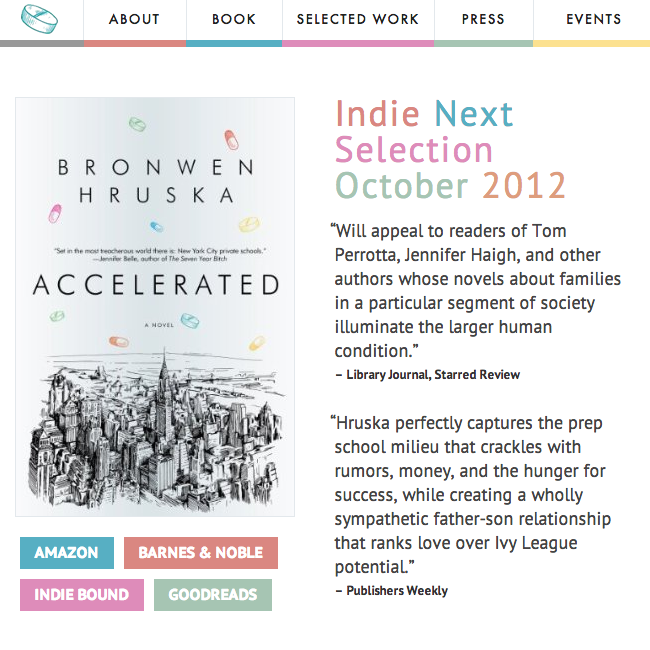 ABOUT BOOK SELECTED WORK PRESS EVENTS
BRONWEN
HRUSKA
"Set in the most treacherous world there is: New York City private schools."
—Jennifer Belle, author of The Seven Year Bitch
ACCELERATED
A NOVEL
AMAZON BARNES & NOBLE
INDIE BOUND GOODREADS
Indie Next
Selection
October 2012
“Will appeal to readers of Tom
Perrotta, Jennifer Haigh, and other
authors whose novels about families
in a particular segment of society
illuminate the larger human
condition.”
– Library Journal, Starred Review
“Hruska perfectly captures the prep
school milieu that crackles with
rumors, money, and the hunger for
success, while creating a wholly
sympathetic father-son relationship
that ranks love over Ivy League
potential.”
– Publishers Weekly